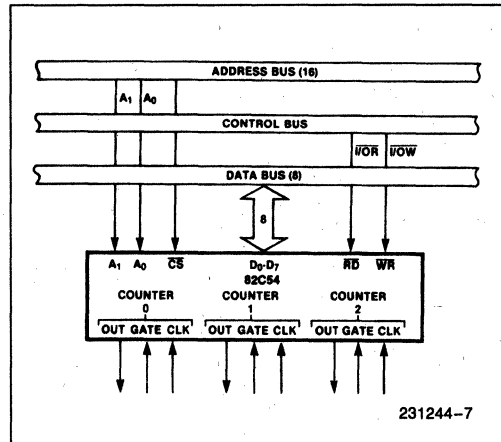 ADDRESS BUS (16)
A1 A0
CONTROL BUS
I/OR I/OW
DATA BUS (8)
8
A1 A0 CS D0-D7 RD WR
82C54
COUNTER COUNTER COUNTER
0 1 2
OUT GATE CLK OUT GATE CLK OUT GATE CLK
231244-7